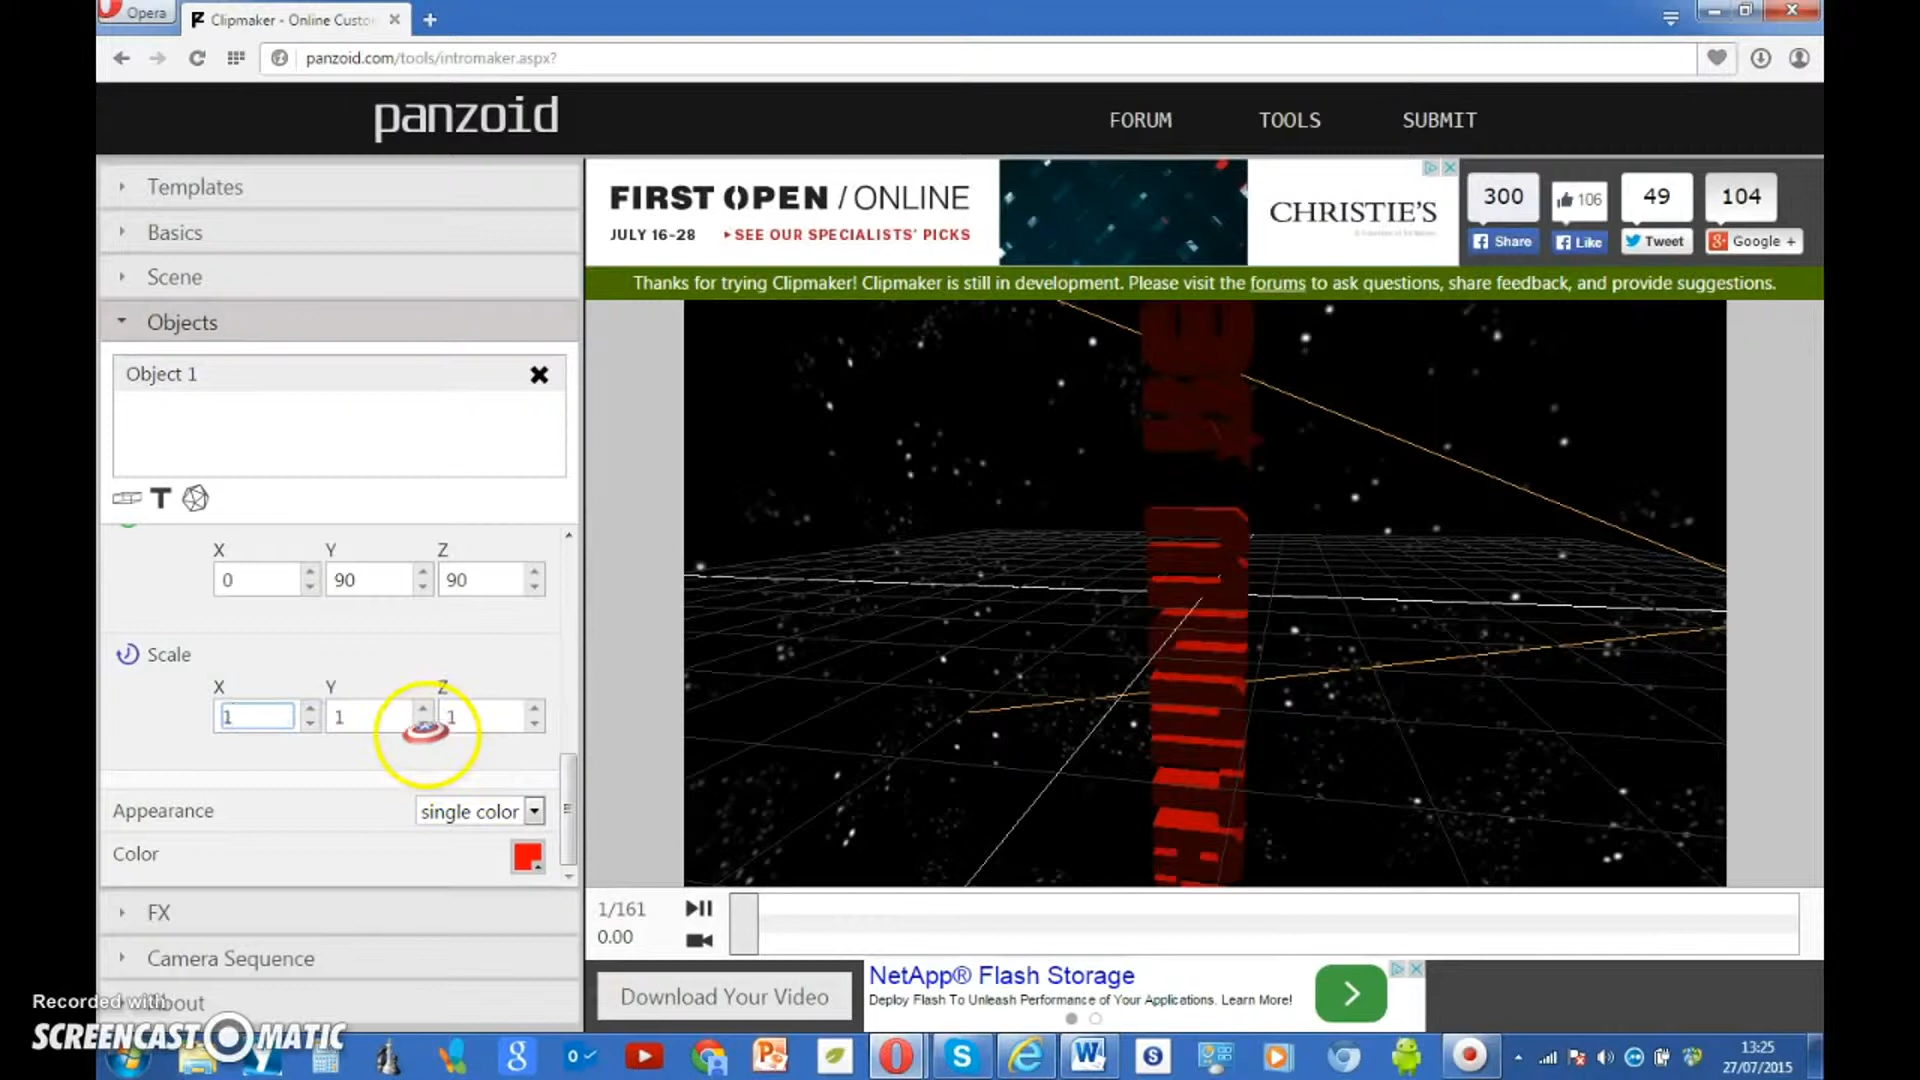 Opera
Clipmaker - Online Custo
panzoid.com/tools/intromaker.aspx?
panzoid
FORUM
TOOLS
SUBMIT
Templates
Basics
Scene
Objects
Object 1
T
X Y Z
0 90 90
Scale
X Y Z
1 1 1
Appearance single color
Color
FX
Camera Sequence
About
FIRST OPEN / ONLINE
JULY 16-28 SEE OUR SPECIALISTS' PICKS
CHRISTIE'S
300 106 49 104
Share Like Tweet Google +
Thanks for trying Clipmaker! Clipmaker is still in development. Please visit the forums to ask questions, share feedback, and provide suggestions.
1/161
0.00
Download Your Video
NetApp® Flash Storage
Deploy Flash To Unleash Performance of Your Applications. Learn More!
Recorded with
SCREENCAST-O-MATIC
13:25
27/07/2015